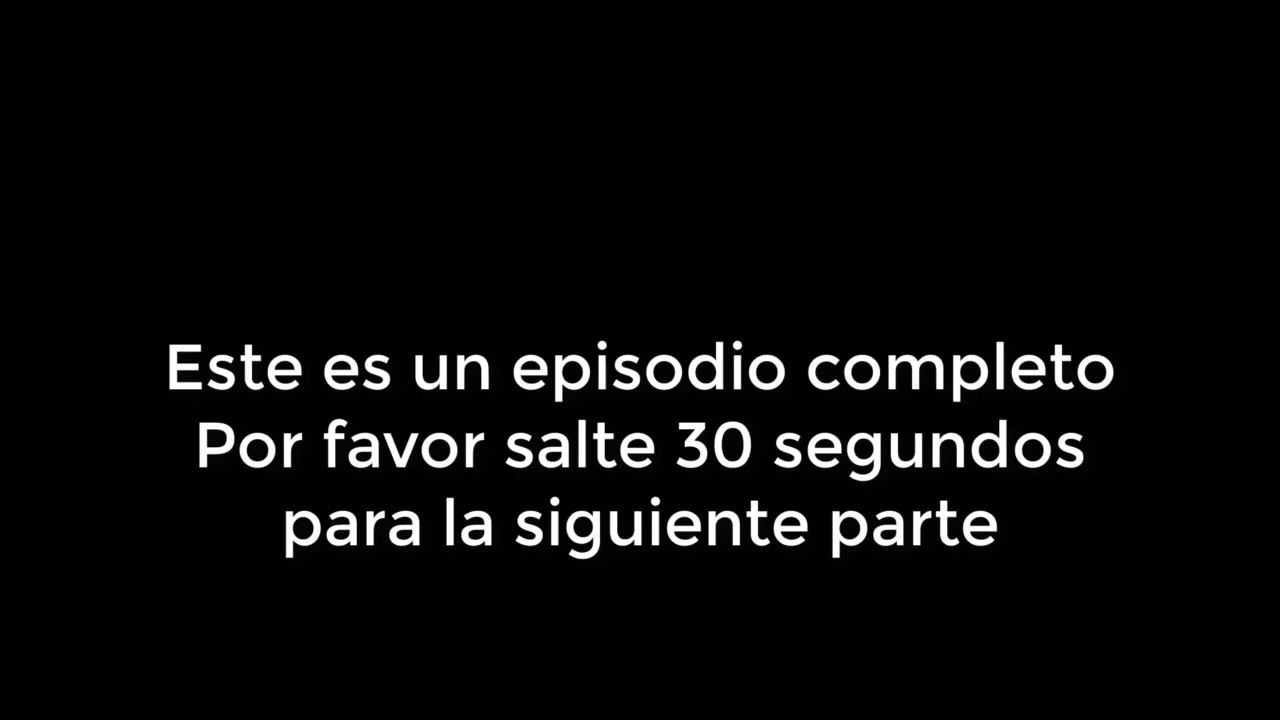 Este es un episodio completo
Por favor salte 30 segundos
para la siguiente parte